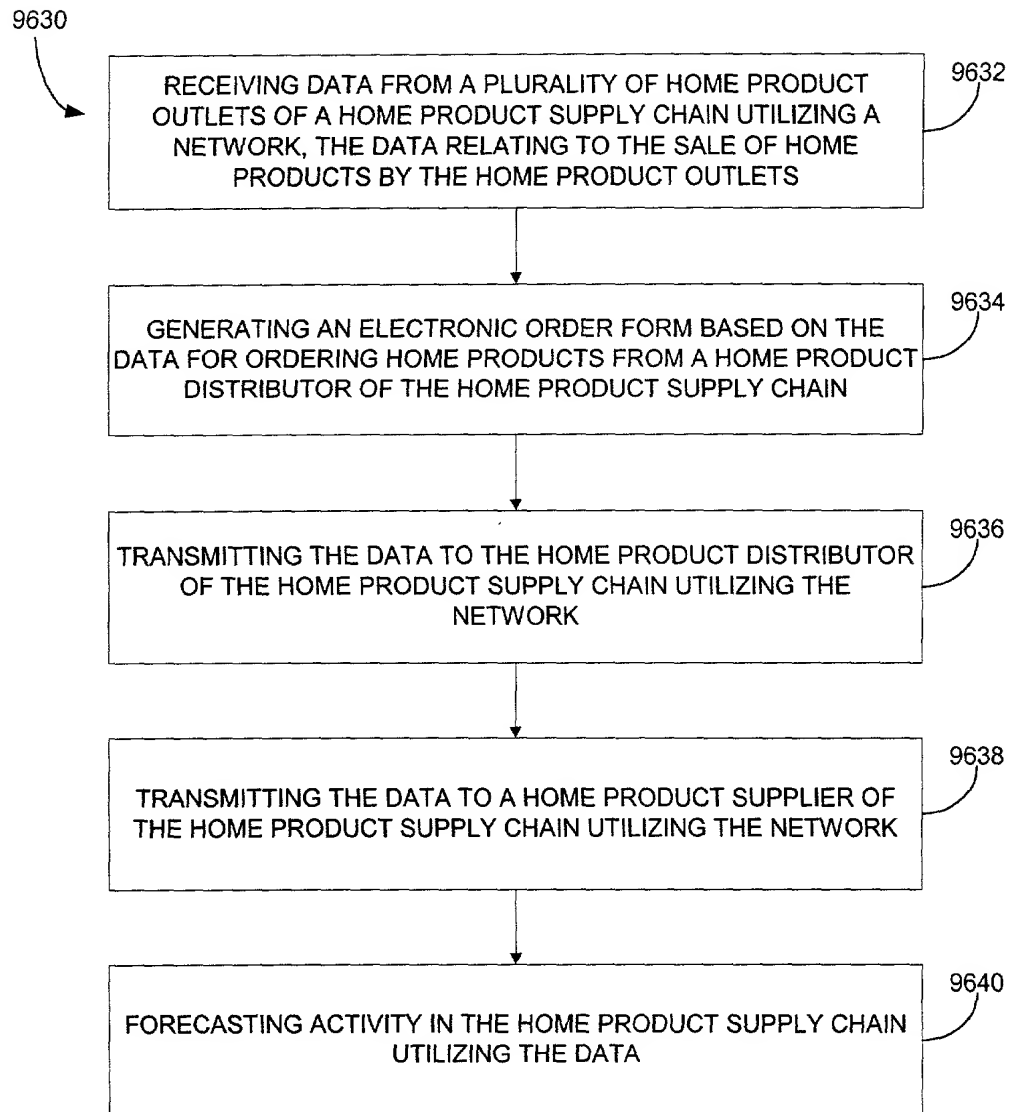 9630
RECEIVING DATA FROM A PLURALITY OF HOME PRODUCT
OUTLETS OF A HOME PRODUCT SUPPLY CHAIN UTILIZING A
NETWORK, THE DATA RELATING TO THE SALE OF HOME
PRODUCTS BY THE HOME PRODUCT OUTLETS
9632
GENERATING AN ELECTRONIC ORDER FORM BASED ON THE
DATA FOR ORDERING HOME PRODUCTS FROM A HOME PRODUCT
DISTRIBUTOR OF THE HOME PRODUCT SUPPLY CHAIN
9634
TRANSMITTING THE DATA TO THE HOME PRODUCT DISTRIBUTOR
OF THE HOME PRODUCT SUPPLY CHAIN UTILIZING THE
NETWORK
9636
TRANSMITTING THE DATA TO A HOME PRODUCT SUPPLIER OF
THE HOME PRODUCT SUPPLY CHAIN UTILIZING THE NETWORK
9638
FORECASTING ACTIVITY IN THE HOME PRODUCT SUPPLY CHAIN
UTILIZING THE DATA
9640